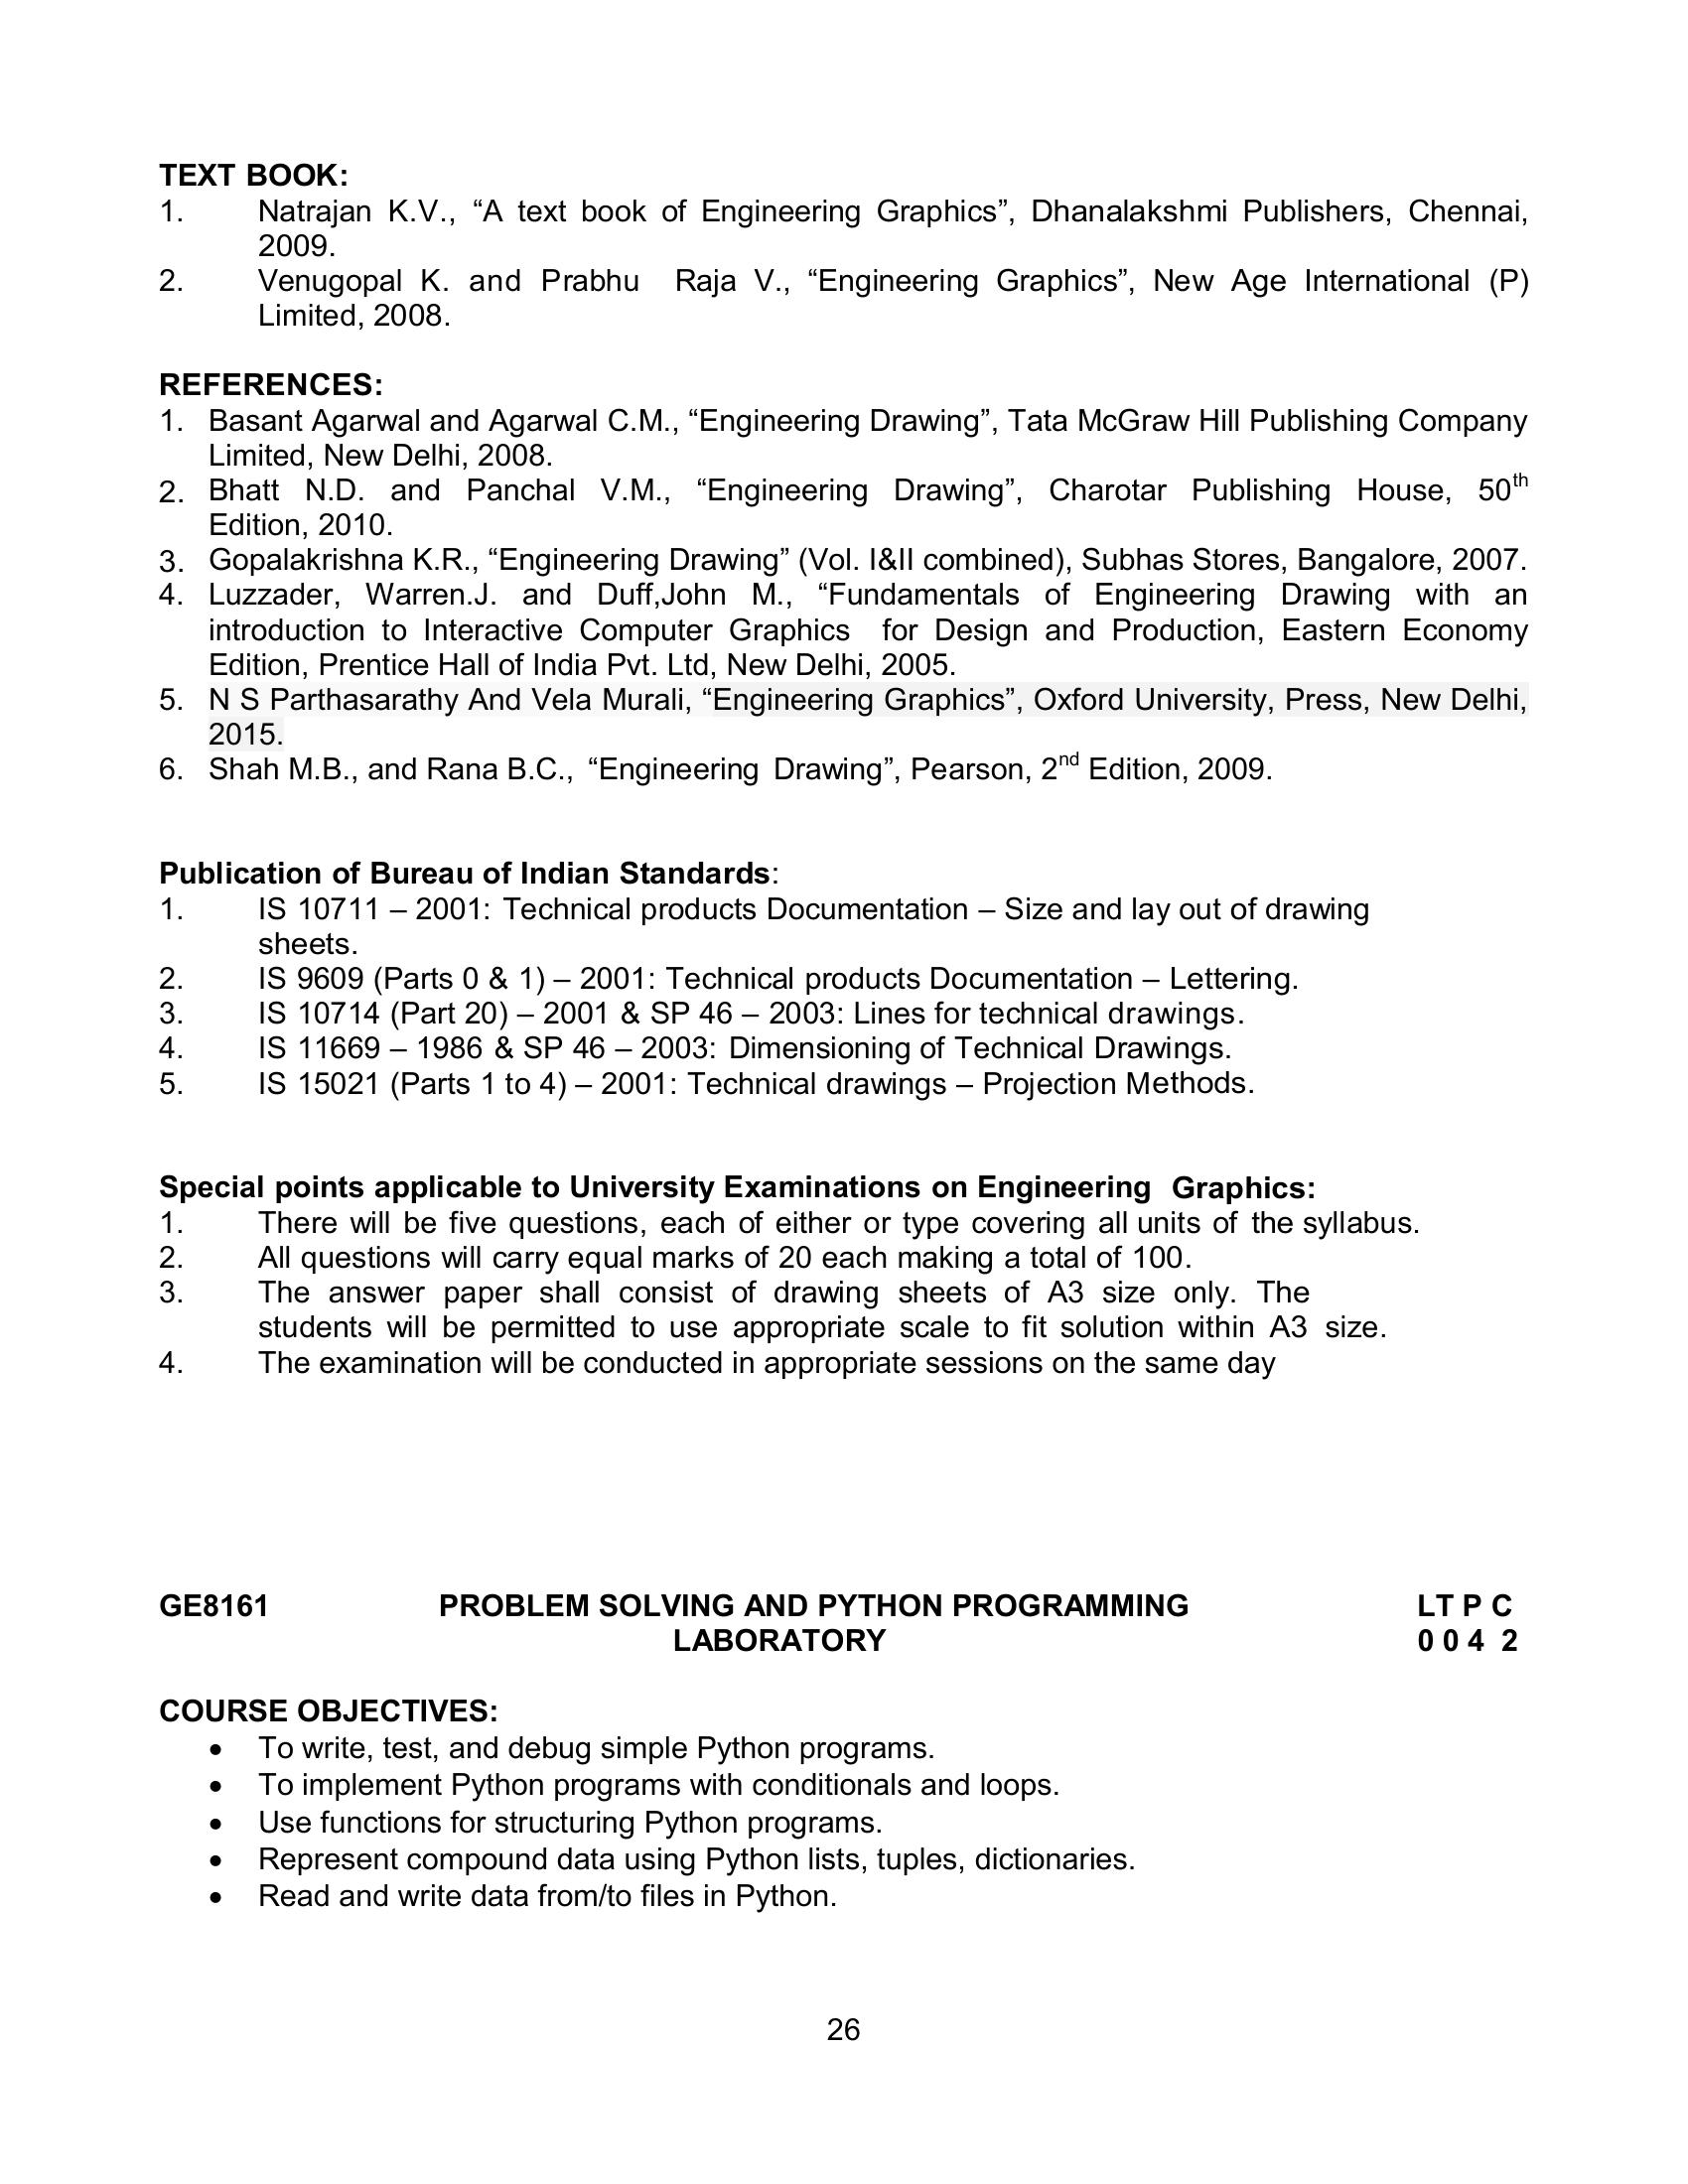 TEXT BOOK:
1. Natrajan K.V., “A text book of Engineering Graphics”, Dhanalakshmi Publishers, Chennai,
2009.
2. Venugopal K. and Prabhu Raja V., “Engineering Graphics”, New Age International (P)
Limited, 2008.
REFERENCES:
1. Basant Agarwal and Agarwal C.M., “Engineering Drawing”, Tata McGraw Hill Publishing Company
Limited, New Delhi, 2008.
2. Bhatt N.D. and Panchal V.M., “Engineering Drawing”, Charotar Publishing House, 50th
Edition, 2010.
3. Gopalakrishna K.R., “Engineering Drawing” (Vol. I&II combined), Subhas Stores, Bangalore, 2007.
4. Luzzader, Warren.J. and Duff,John M., “Fundamentals of Engineering Drawing with an
introduction to Interactive Computer Graphics for Design and Production, Eastern Economy
Edition, Prentice Hall of India Pvt. Ltd, New Delhi, 2005.
5. N S Parthasarathy And Vela Murali, “Engineering Graphics”, Oxford University, Press, New Delhi,
2015.
6. Shah M.B., and Rana B.C., “Engineering Drawing”, Pearson, 2nd Edition, 2009.
Publication of Bureau of Indian Standards:
1. IS 10711 – 2001: Technical products Documentation – Size and lay out of drawing
sheets.
2. IS 9609 (Parts 0 & 1) – 2001: Technical products Documentation – Lettering.
3. IS 10714 (Part 20) – 2001 & SP 46 – 2003: Lines for technical drawings.
4. IS 11669 – 1986 & SP 46 – 2003: Dimensioning of Technical Drawings.
5. IS 15021 (Parts 1 to 4) – 2001: Technical drawings – Projection Methods.
Special points applicable to University Examinations on Engineering Graphics:
1. There will be five questions, each of either or type covering all units of the syllabus.
2. All questions will carry equal marks of 20 each making a total of 100.
3. The answer paper shall consist of drawing sheets of A3 size only. The
students will be permitted to use appropriate scale to fit solution within A3 size.
4. The examination will be conducted in appropriate sessions on the same day
GE8161 PROBLEM SOLVING AND PYTHON PROGRAMMING LT P C
LABORATORY 0 0 4 2
COURSE OBJECTIVES:
• To write, test, and debug simple Python programs.
• To implement Python programs with conditionals and loops.
• Use functions for structuring Python programs.
• Represent compound data using Python lists, tuples, dictionaries.
• Read and write data from/to files in Python.
26